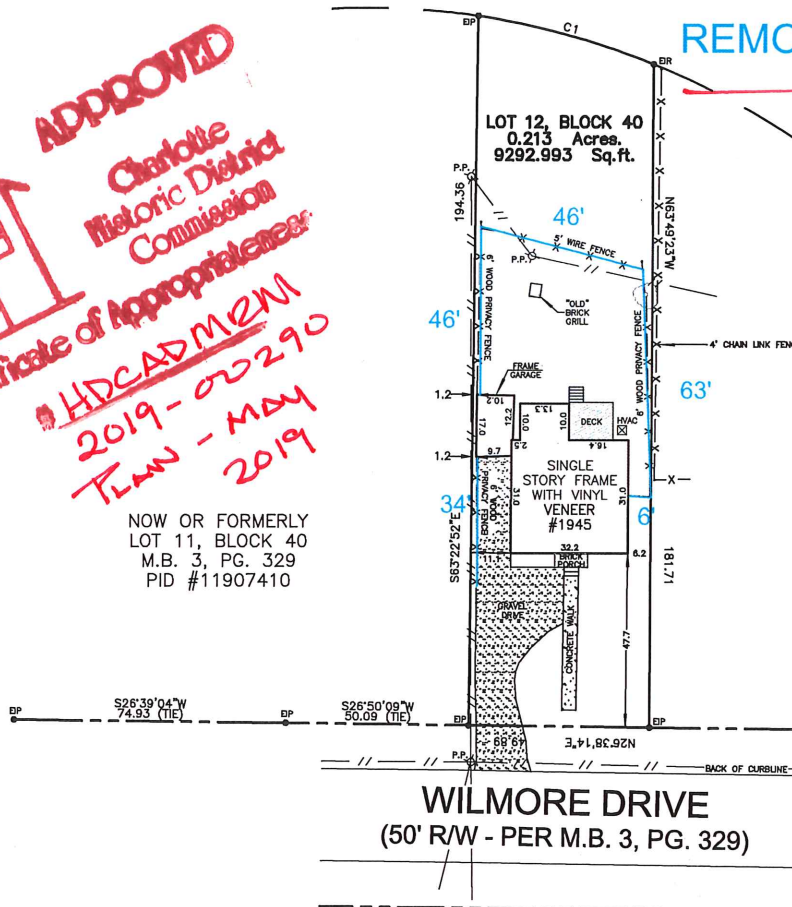 EIP
C1
EIR
REMO
APPROVED
Charlotte
Historic District
Commission
ficate of Appropriateness
# HDCADMRM
2019-00290
PLAN - MAY
2019
LOT 12, BLOCK 40
0.213 Acres.
9292.993 Sq.ft.
P.P.
194.36
N63°49'23"W
46'
5' WIRE FENCE
P.P.
6' WOOD PRIVACY FENCE
46'
"OLD"
BRICK
GRILL
6' WOOD PRIVACY FENCE
4' CHAIN LINK FENC
63'
FRAME
GARAGE
1.2
10.2
17.0
12.2
2.5
10.0
13.3
10.0
DECK
HVAC
16.4
1.2
9.7
6' WOOD
PRIVACY FENCE
34'
31.0
SINGLE
STORY FRAME
WITH VINYL
VENEER
#1945
31.0
6'
S63°22'52"E
11.1
32.2
BRICK
PORCH
6.2
181.71
NOW OR FORMERLY
LOT 11, BLOCK 40
M.B. 3, PG. 329
PID #11907410
GRAVEL
DRIVE
CONCRETE WALK
47.7
S26°39'04"W
74.93 (TIE)
S26°50'09"W
50.09 (TIE)
EIP
EIP
EIP
EIP
49.89
N26°38'14"E
P.P.
BACK OF CURBLINE
WILMORE DRIVE
(50' R/W - PER M.B. 3, PG. 329)